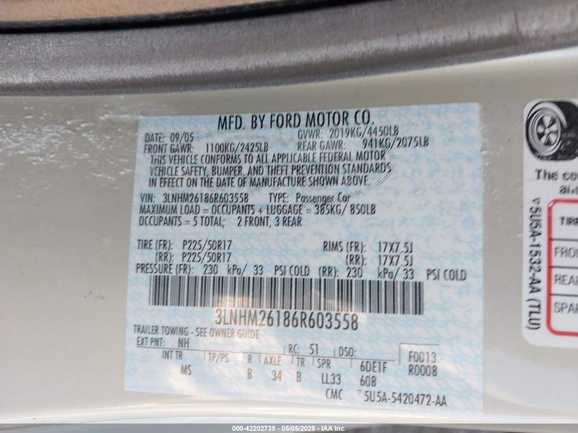 MFD. BY FORD MOTOR CO.
DATE: 09/05 GVWR: 2019KG/4450LB
FRONT GAWR: 1100KG/2425LB REAR GAWR: 941KG/2075LB
THIS VEHICLE CONFORMS TO ALL APPLICABLE FEDERAL MOTOR
VEHICLE SAFETY, BUMPER, AND THEFT PREVENTION STANDARDS
IN EFFECT ON THE DATE OF MANUFACTURE SHOWN ABOVE.
VIN: 3LNHM26186R603558 TYPE: Passenger Car
MAXIMUM LOAD = OCCUPANTS + LUGGAGE = 385KG/850LB
OCCUPANTS = 5 TOTAL; 2 FRONT, 3 REAR
TIRE (FR): P225/50R17 RIMS (FR): 17X7.5J
(RR): P225/50R17 (RR): 17X7.5J
PRESSURE (FR): 230 kPa/ 33 PSI COLD (RR): 230 kPa/ 33 PSI COLD
3LNHM26186R603558
TRAILER TOWING - SEE OWNER GUIDE
EXT PNT: NH RC: 51 DSO: F0013
R0008
INT TR TP/PS R AXLE TR SPR 6DETF
MS B 34 B LL33 608
CMC 5U5A-5420472-AA
The co
a
TIRE
FRON
REAR
SPAR
5U5A-1532-AA (TLU)
000-42202735 - 05/05/2025 - IAA Inc.